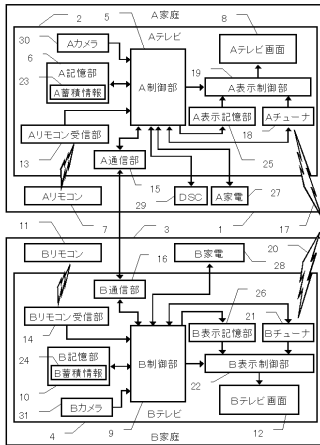 2 5 A家庭 8
30 Aカメラ Aテレビ Aテレビ画面
6
A記憶部
23 A蓄積情報 A制御部 19 A表示制御部
Aリモコン受信部 A表示記憶部 Aチューナ
13 A通信部 18
25
15 DSC A家電 27
Aリモコン 29
7 3 1 17
11
Bリモコン B家電 20
16 28
B通信部 26 21
Bリモコン受信部 B表示記憶部 Bチューナ
14
B記憶部
24 B蓄積情報 B制御部 B表示制御部
10 22
Bカメラ Bテレビ画面
31 Bテレビ
4 9 B家庭 12